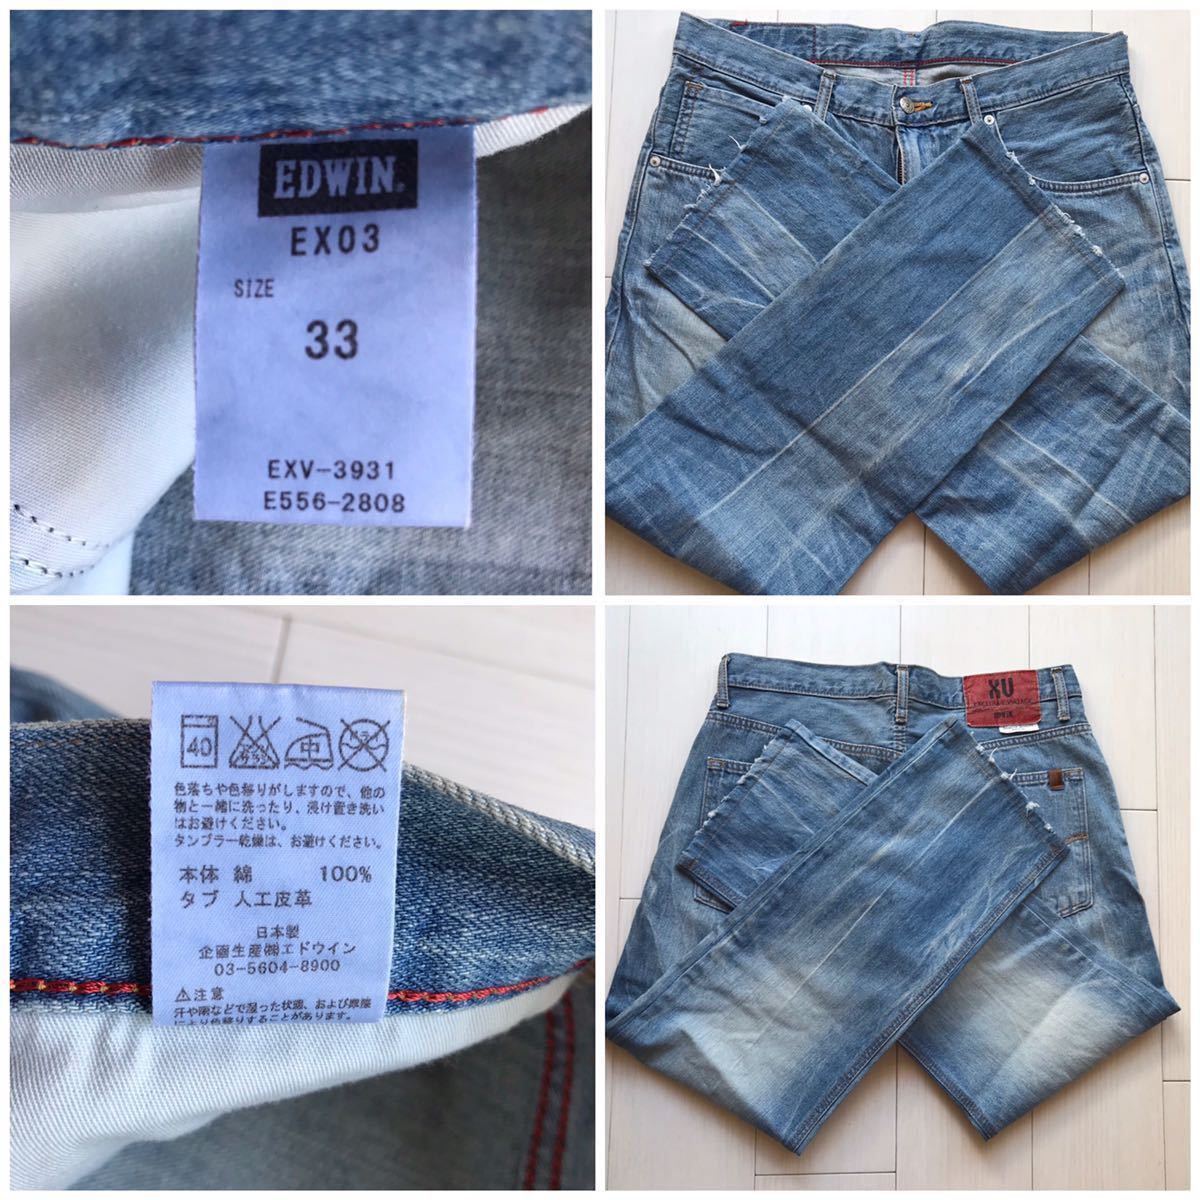 EDWIN®
EX03
SIZE
33
EXV-3931
E556-2808
XV
EXCLUSIVE VINTAGE
EDWIN
40
中
色落ちや色移りがしますので、他の
物と一緒に洗ったり、浸け置き洗い
はお避けください。
タンブラー乾燥は、お避けください。
本体 綿 100%
タブ 人工皮革
日本製
企画生産㈱エドウイン
03-5604-8900
⚠注意
汗や雨などで湿った状態、および摩擦
により色移りすることがあります。